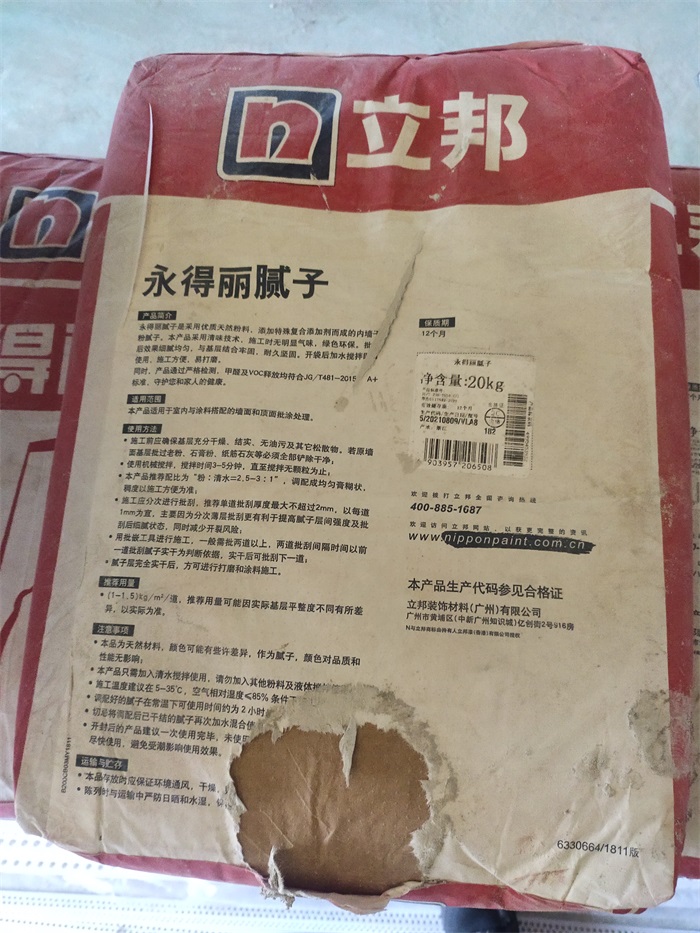 n 立邦
永得丽腻子
产品简介
永得丽腻子是采用优质天然粉料，添加特殊复合添加剂而成的内墙
粉腻子。本产品采用清味技术，施工时无明显气味，绿色环保，批
后效果细腻均匀，与基层结合牢固，耐久坚固。开袋后加水搅拌即
使用，施工方便，易打磨。
同时，产品通过严格检测，甲醛及VOC释放均符合JG/T481-2015 A+
标准，守护您和家人的健康。
适用范围
本产品适用于室内与涂料搭配的墙面和顶面批涂处理。
使用方法
• 施工前应确保基层充分干燥、结实、无油污及其它松散物。若原墙
面基层批过老粉、石膏粉、纸筋石灰等必须全部铲除干净；
• 使用机械搅拌，搅拌时间3-5分钟，直至搅拌无颗粒为止；
• 本产品推荐配比为“粉：清水=2.5~3：1”，调配成均匀膏糊状，
稠度以施工方便为准；
• 施工应分次进行批刮，推荐单道批刮厚度最大不超过2mm，以每道
1mm为宜，主要因为分次薄层批刮更有利于提高腻子层间强度及批
刮后细腻状态，同时减少开裂风险；
• 用批嵌工具进行施工，一般需批两道以上，两道批刮间隔时间以前
一道批刮腻子实干为判断依据，实干后可批刮下一道；
• 腻子层完全实干后，方可进行打磨和涂料施工。
推荐用量
• (1-1.5)kg/m²/道，推荐用量可能因实际基层平整度不同有所差
异，以实际为准。
注意事项
• 本品为天然材料，颜色可能有些许差异，作为腻子，颜色对品质和
性能无影响；
• 本产品只需加入清水搅拌使用，请勿加入其他粉料及液体
• 施工温度建议在5-35℃，空气相对湿度≤85% 条件
• 调配好的腻子在常温下可使用时间约为2小时
• 切忌将调配后已干结的腻子再次加水混合使
• 开封后的产品建议一次使用完毕，未使用
尽快使用，避免受潮影响使用效果。
运输与贮存
• 本品存放时应保证环境通风，干燥，
• 陈列时与运输中严防日晒和水湿，
保质期
12个月
永得丽腻子
净含量:20kg
12个月
生产代码/生产日期/型号
S/20210809/VLA8
182
903957 206508
欢迎拨打立邦全国咨询热线
400-885-1687
欢迎访问立邦网站，以获更完整的资讯
www.nipponpaint.com.cn
本产品生产代码参见合格证
立邦装饰材料(广州)有限公司
广州市黄埔区(中新广州知识城)亿创街2号916房
6330664/1811版
n